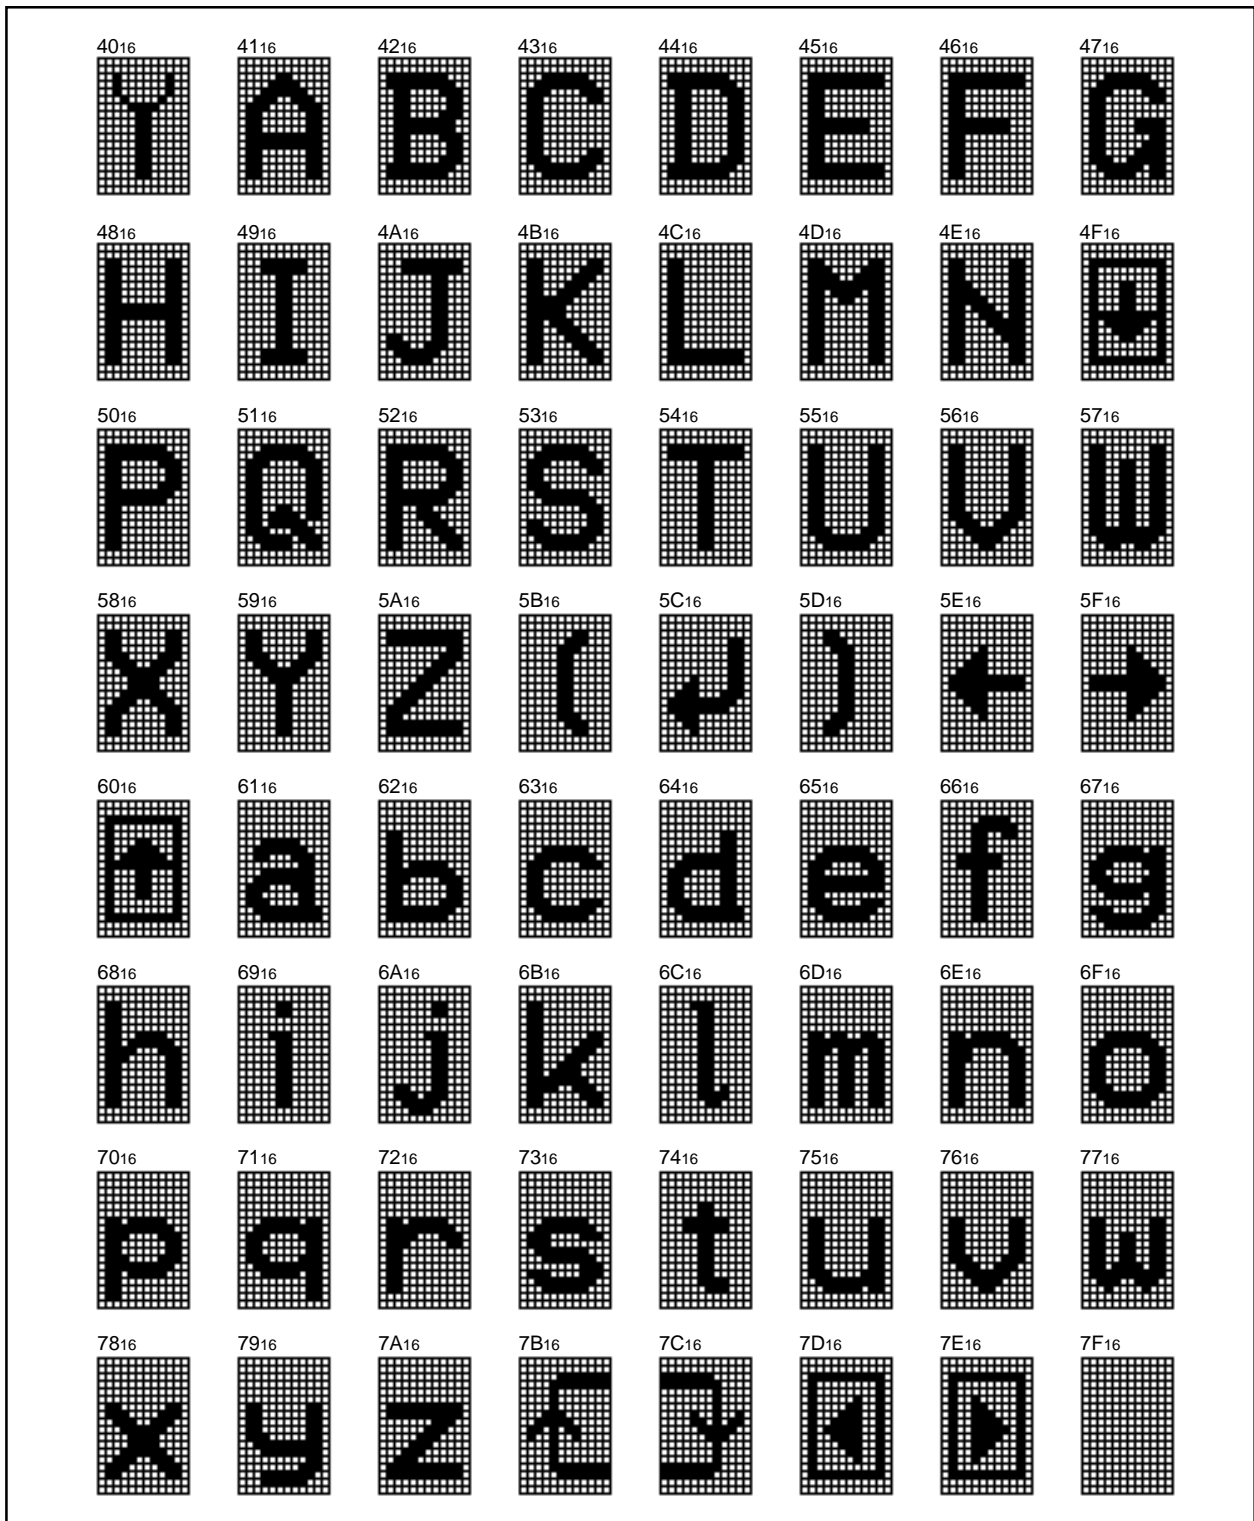 4016 4116 4216 4316 4416 4516 4616 4716
Y A B C D E F G
4816 4916 4A16 4B16 4C16 4D16 4E16 4F16
H I J K L M N
5016 5116 5216 5316 5416 5516 5616 5716
P Q R S T U V W
5816 5916 5A16 5B16 5C16 5D16 5E16 5F16
X Y Z ( ) ← →
6016 6116 6216 6316 6416 6516 6616 6716
a b c d e f g
6816 6916 6A16 6B16 6C16 6D16 6E16 6F16
h i j k l m n o
7016 7116 7216 7316 7416 7516 7616 7716
p q r s t u v w
7816 7916 7A16 7B16 7C16 7D16 7E16 7F16
x y z